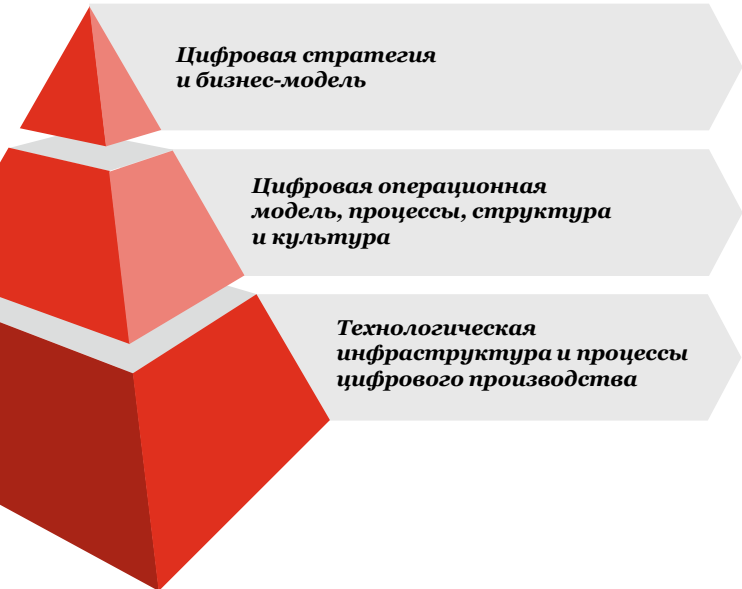 Цифровая стратегия
и бизнес-модель
Цифровая операционная
модель, процессы, структура
и культура
Технологическая
инфраструктура и процессы
цифрового производства